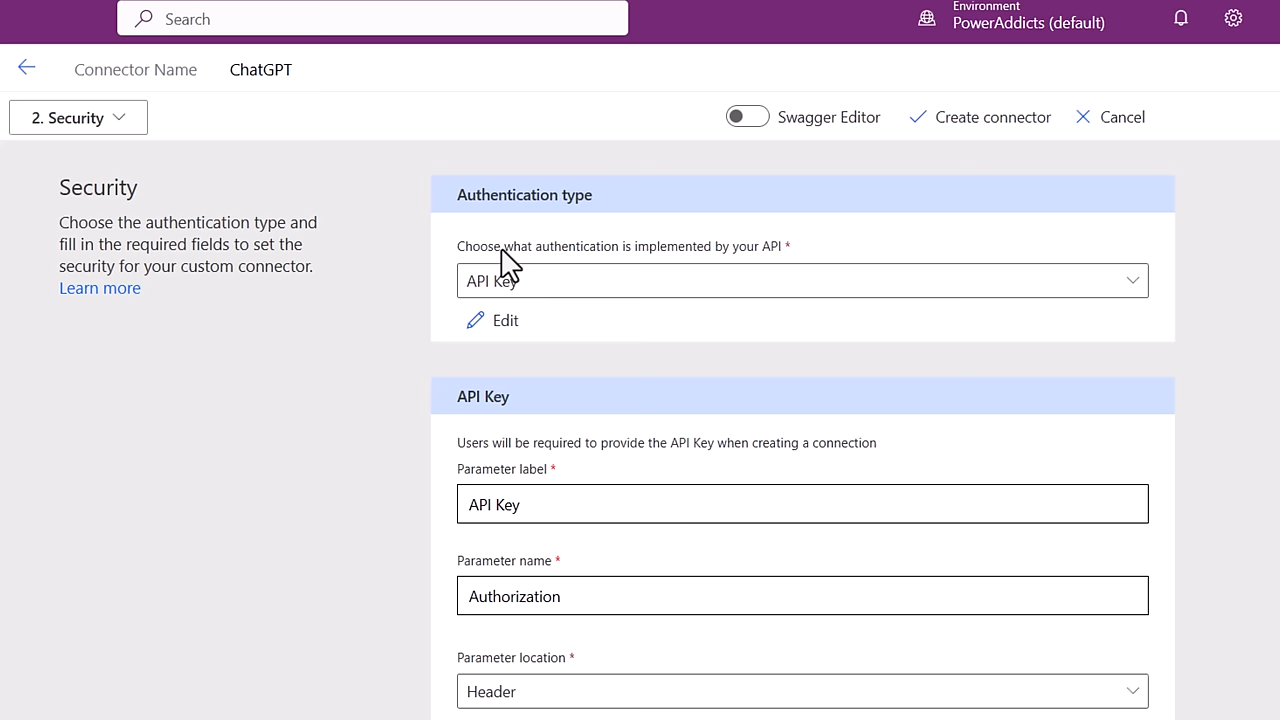 Search
Environment
PowerAddicts (default)
Connector Name
ChatGPT
2. Security
Swagger Editor
Create connector
Cancel
Security
Choose the authentication type and
fill in the required fields to set the
security for your custom connector.
Learn more
Authentication type
Choose what authentication is implemented by your API *
API Key
Edit
API Key
Users will be required to provide the API Key when creating a connection
Parameter label *
API Key
Parameter name *
Authorization
Parameter location *
Header